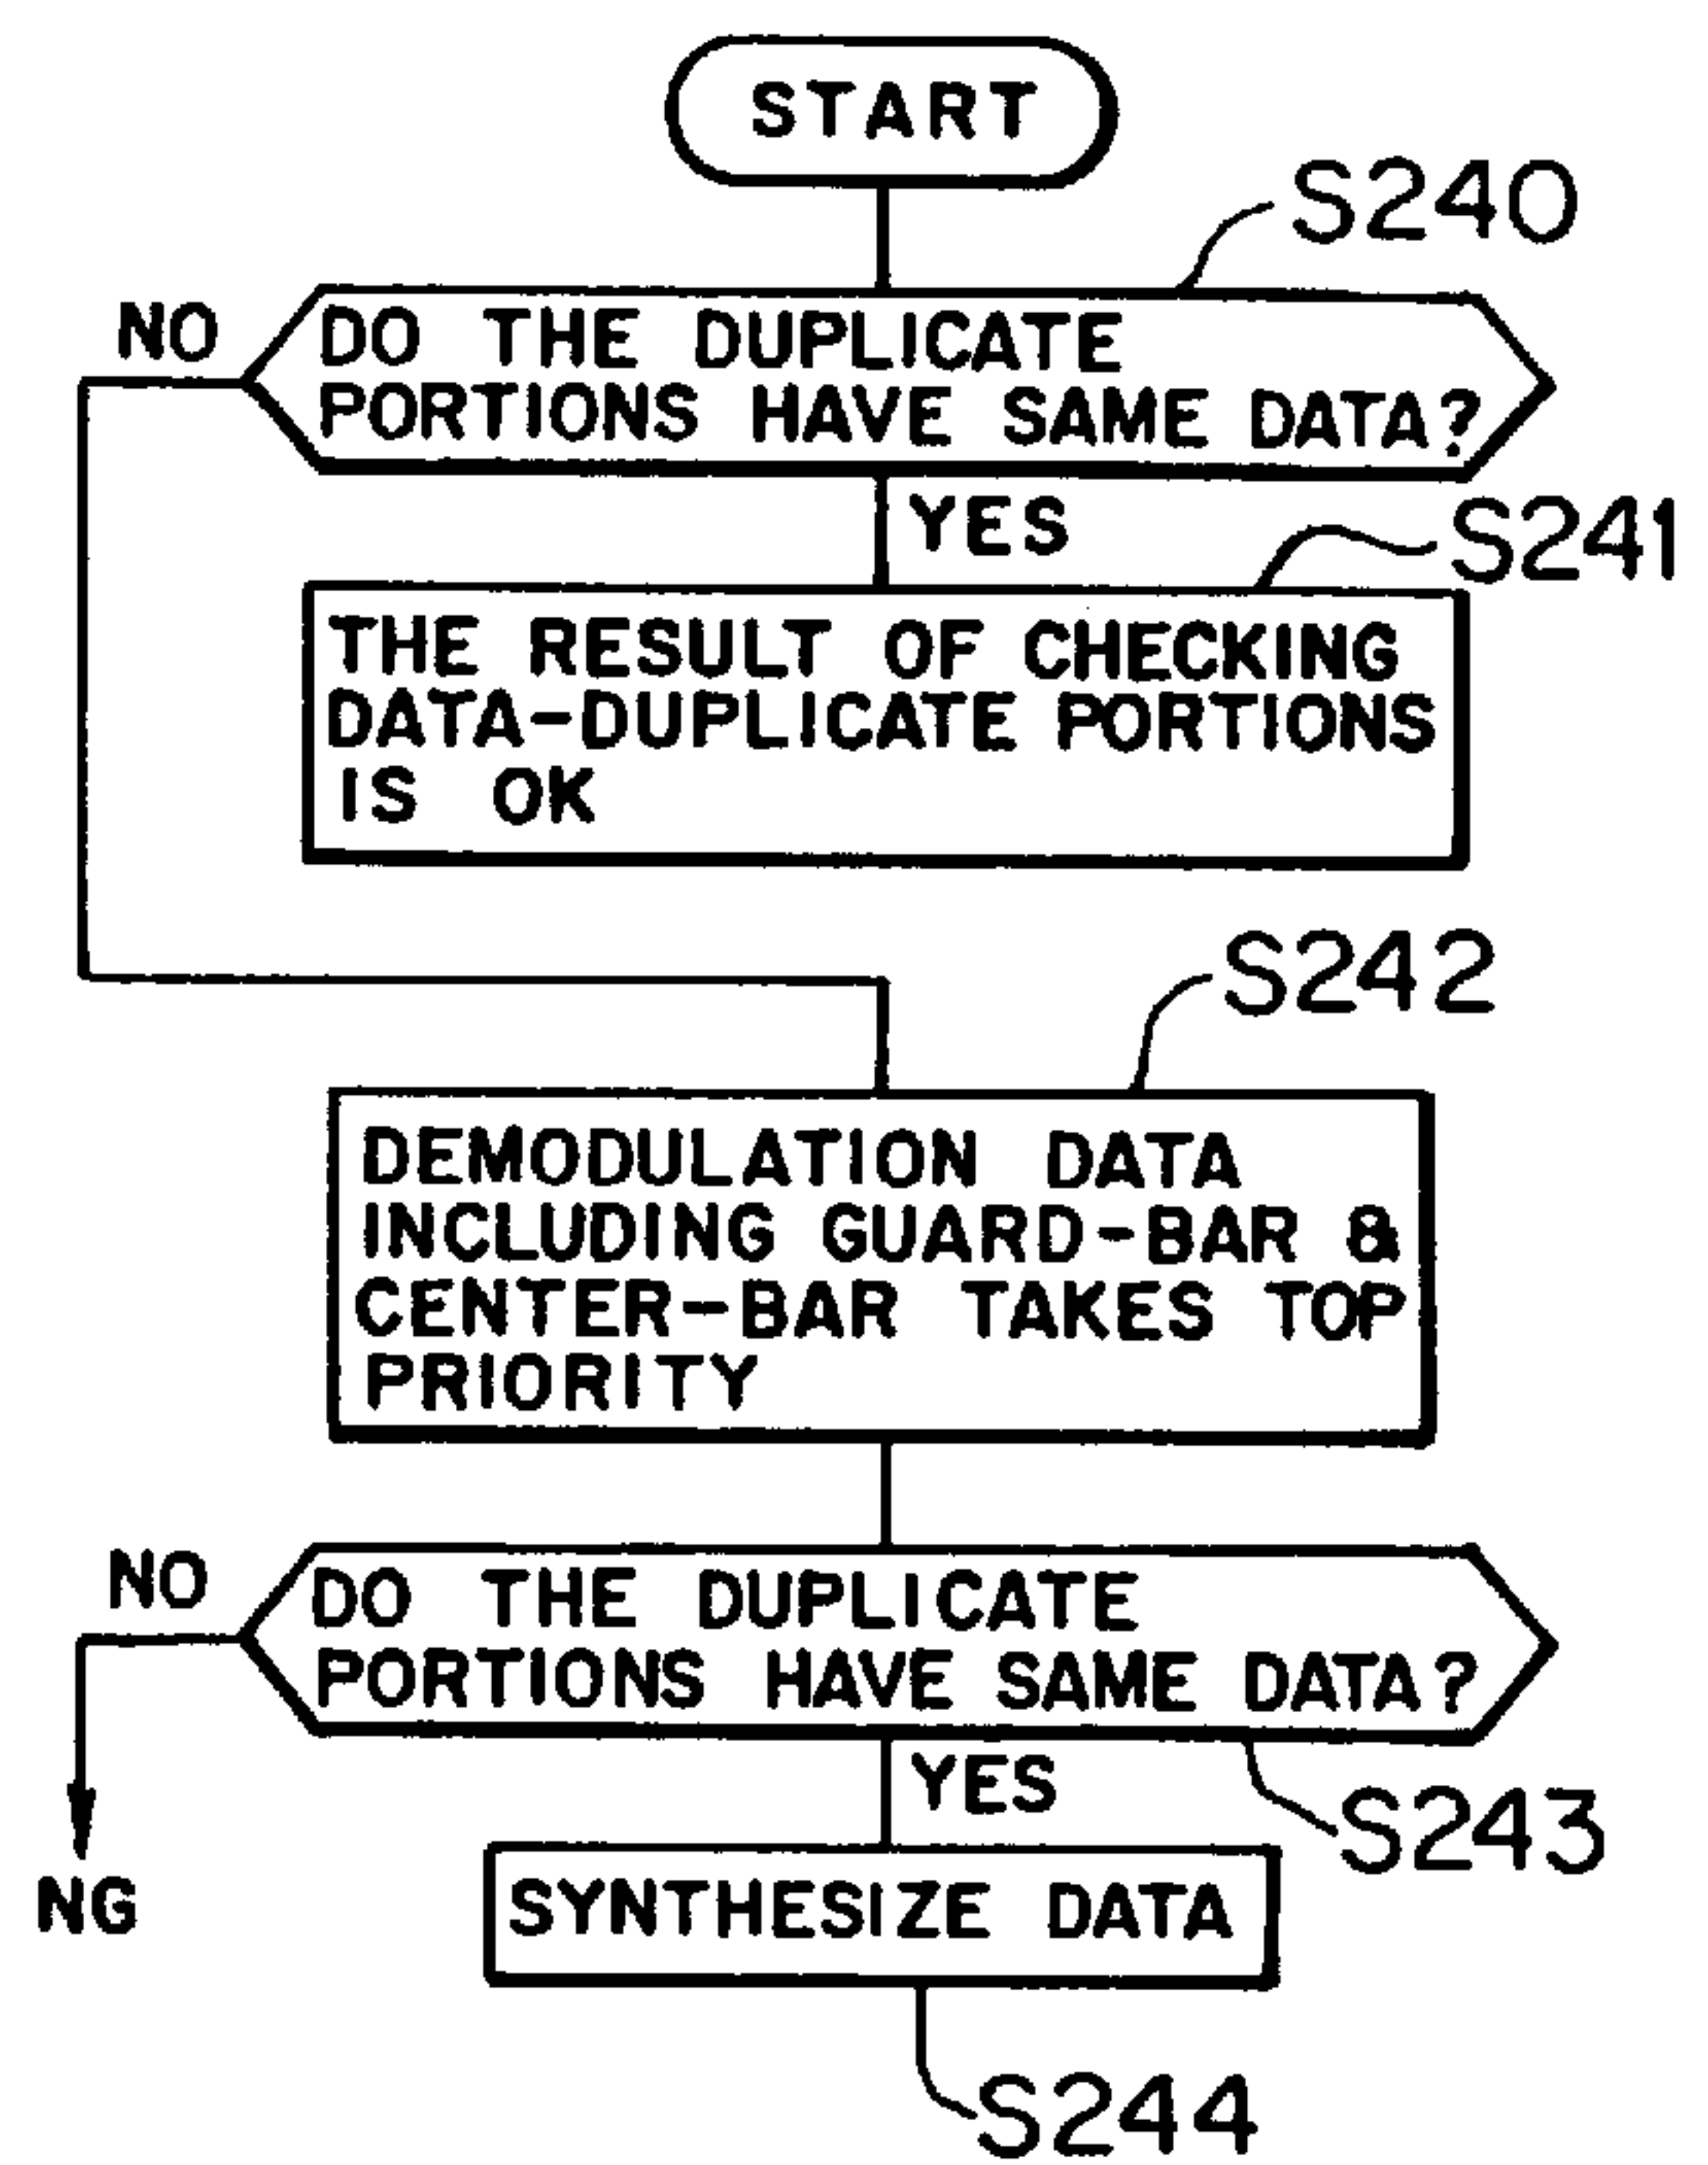 START
S240
NO
DO THE DUPLICATE
PORTIONS HAVE SAME DATA?
YES
S241
THE RESULT OF CHECKING
DATA-DUPLICATE PORTIONS
IS OK
S242
DEMODULATION DATA
INCLUDING GUARD-BAR &
CENTER-BAR TAKES TOP
PRIORITY
NO
DO THE DUPLICATE
PORTIONS HAVE SAME DATA?
YES
S243
NG
SYNTHESIZE DATA
S244